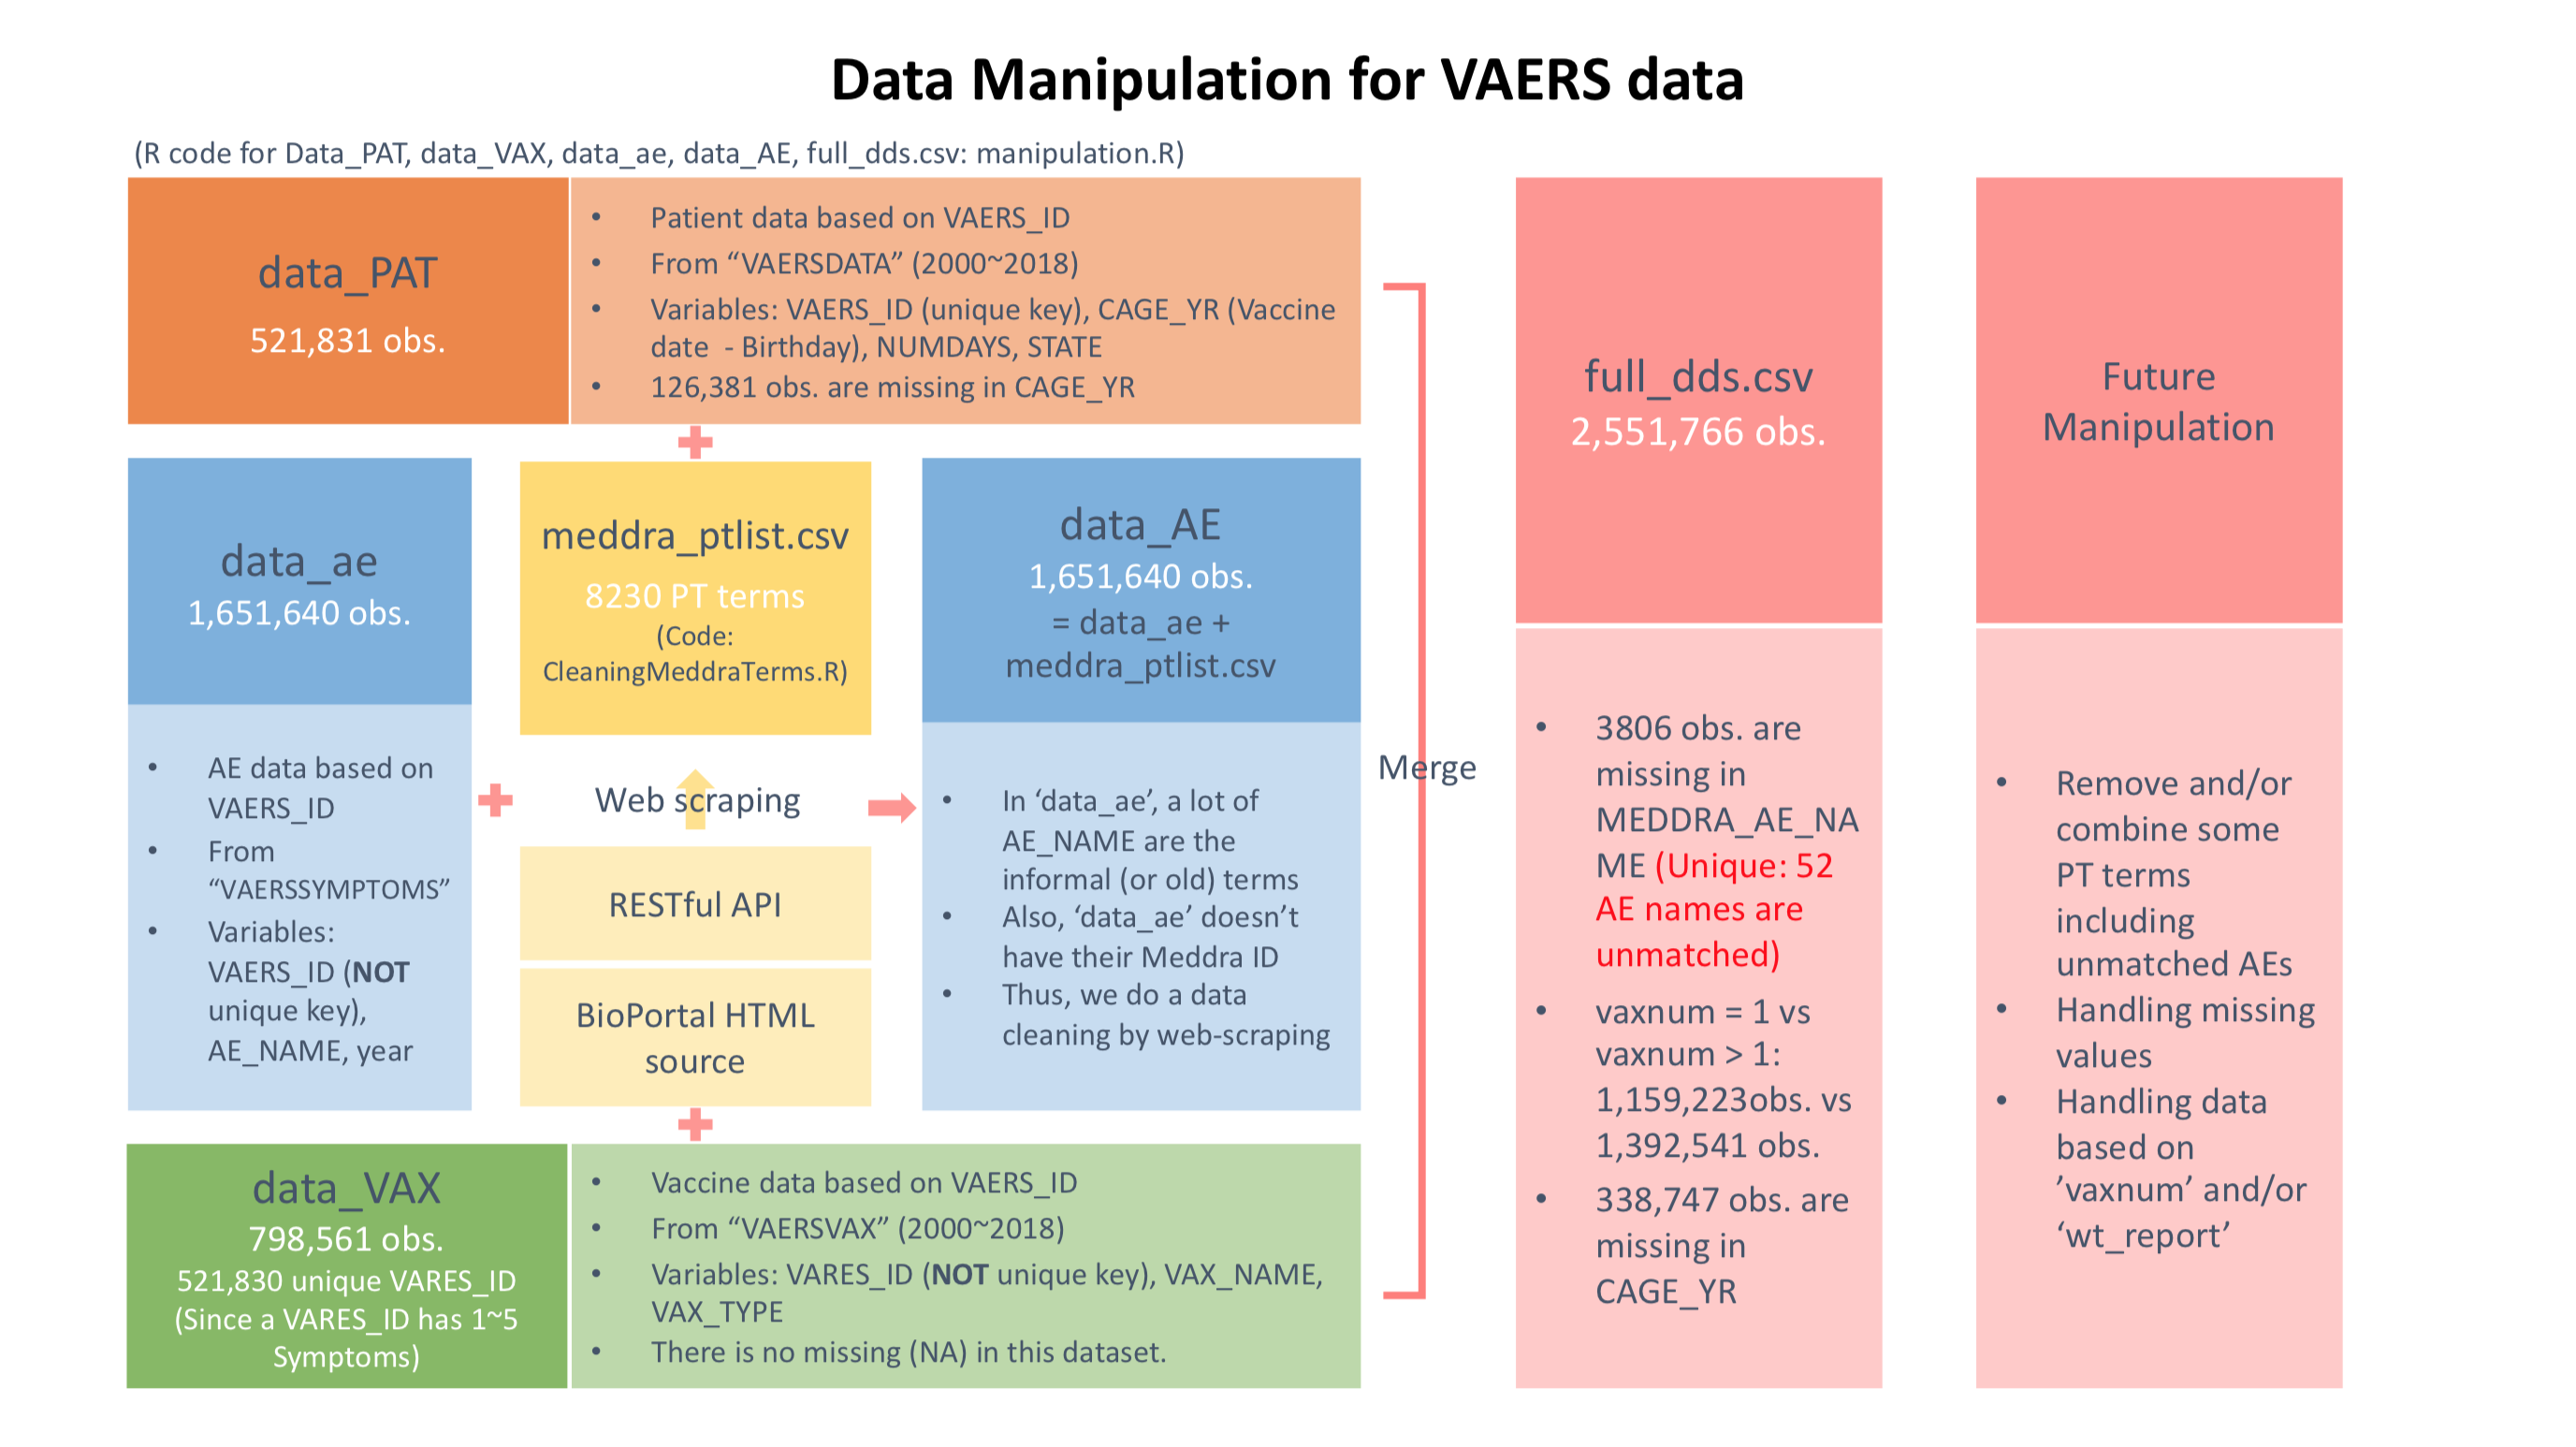 Data Manipulation for VAERS data
(R code for Data_PAT, data_VAX, data_ae, data_AE, full_dds.csv: manipulation.R)
data_PAT
521,831 obs.
• Patient data based on VAERS_ID
• From “VAERSDATA” (2000~2018)
• Variables: VAERS_ID (unique key), CAGE_YR (Vaccine
date - Birthday), NUMDAYS, STATE
• 126,381 obs. are missing in CAGE_YR
data_ae
1,651,640 obs.
• AE data based on
VAERS_ID
• From
“VAERSSYMPTOMS”
• Variables:
VAERS_ID (NOT
unique key),
AE_NAME, year
meddra_ptlist.csv
8230 PT terms
(Code:
CleaningMeddraTerms.R)
Web scraping
RESTful API
BioPortal HTML
source
data_AE
1,651,640 obs.
= data_ae +
meddra_ptlist.csv
• In ‘data_ae’, a lot of
AE_NAME are the
informal (or old) terms
• Also, ‘data_ae’ doesn’t
have their Meddra ID
• Thus, we do a data
cleaning by web-scraping
data_VAX
798,561 obs.
521,830 unique VARES_ID
(Since a VARES_ID has 1~5
Symptoms)
• Vaccine data based on VAERS_ID
• From “VAERSVAX” (2000~2018)
• Variables: VARES_ID (NOT unique key), VAX_NAME,
VAX_TYPE
• There is no missing (NA) in this dataset.
Merge
full_dds.csv
2,551,766 obs.
• 3806 obs. are
missing in
MEDDRA_AE_NA
ME (Unique: 52
AE names are
unmatched)
• vaxnum = 1 vs
vaxnum > 1:
1,159,223obs. vs
1,392,541 obs.
• 338,747 obs. are
missing in
CAGE_YR
Future
Manipulation
• Remove and/or
combine some
PT terms
including
unmatched AEs
• Handling missing
values
• Handling data
based on
’vaxnum’ and/or
‘wt_report’